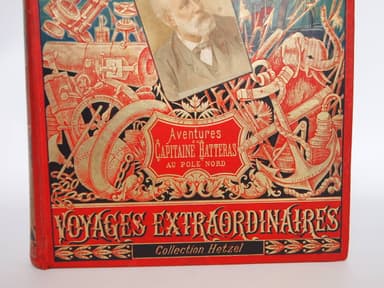 Aventures
DU CAPITAINE HATTERAS
AU POLE NORD
VOYAGES EXTRAORDINAIRES
Collection Hetzel